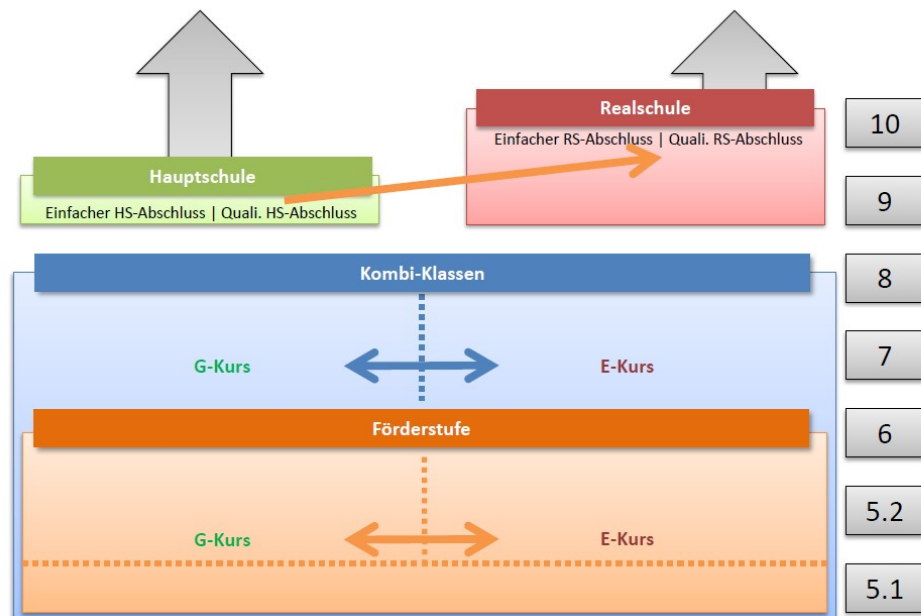 Realschule
10
Einfacher RS-Abschluss | Quali. RS-Abschluss
Hauptschule
9
Einfacher HS-Abschluss | Quali. HS-Abschluss
Kombi-Klassen
8
G-Kurs
E-Kurs
7
Förderstufe
6
5.2
G-Kurs
E-Kurs
5.1